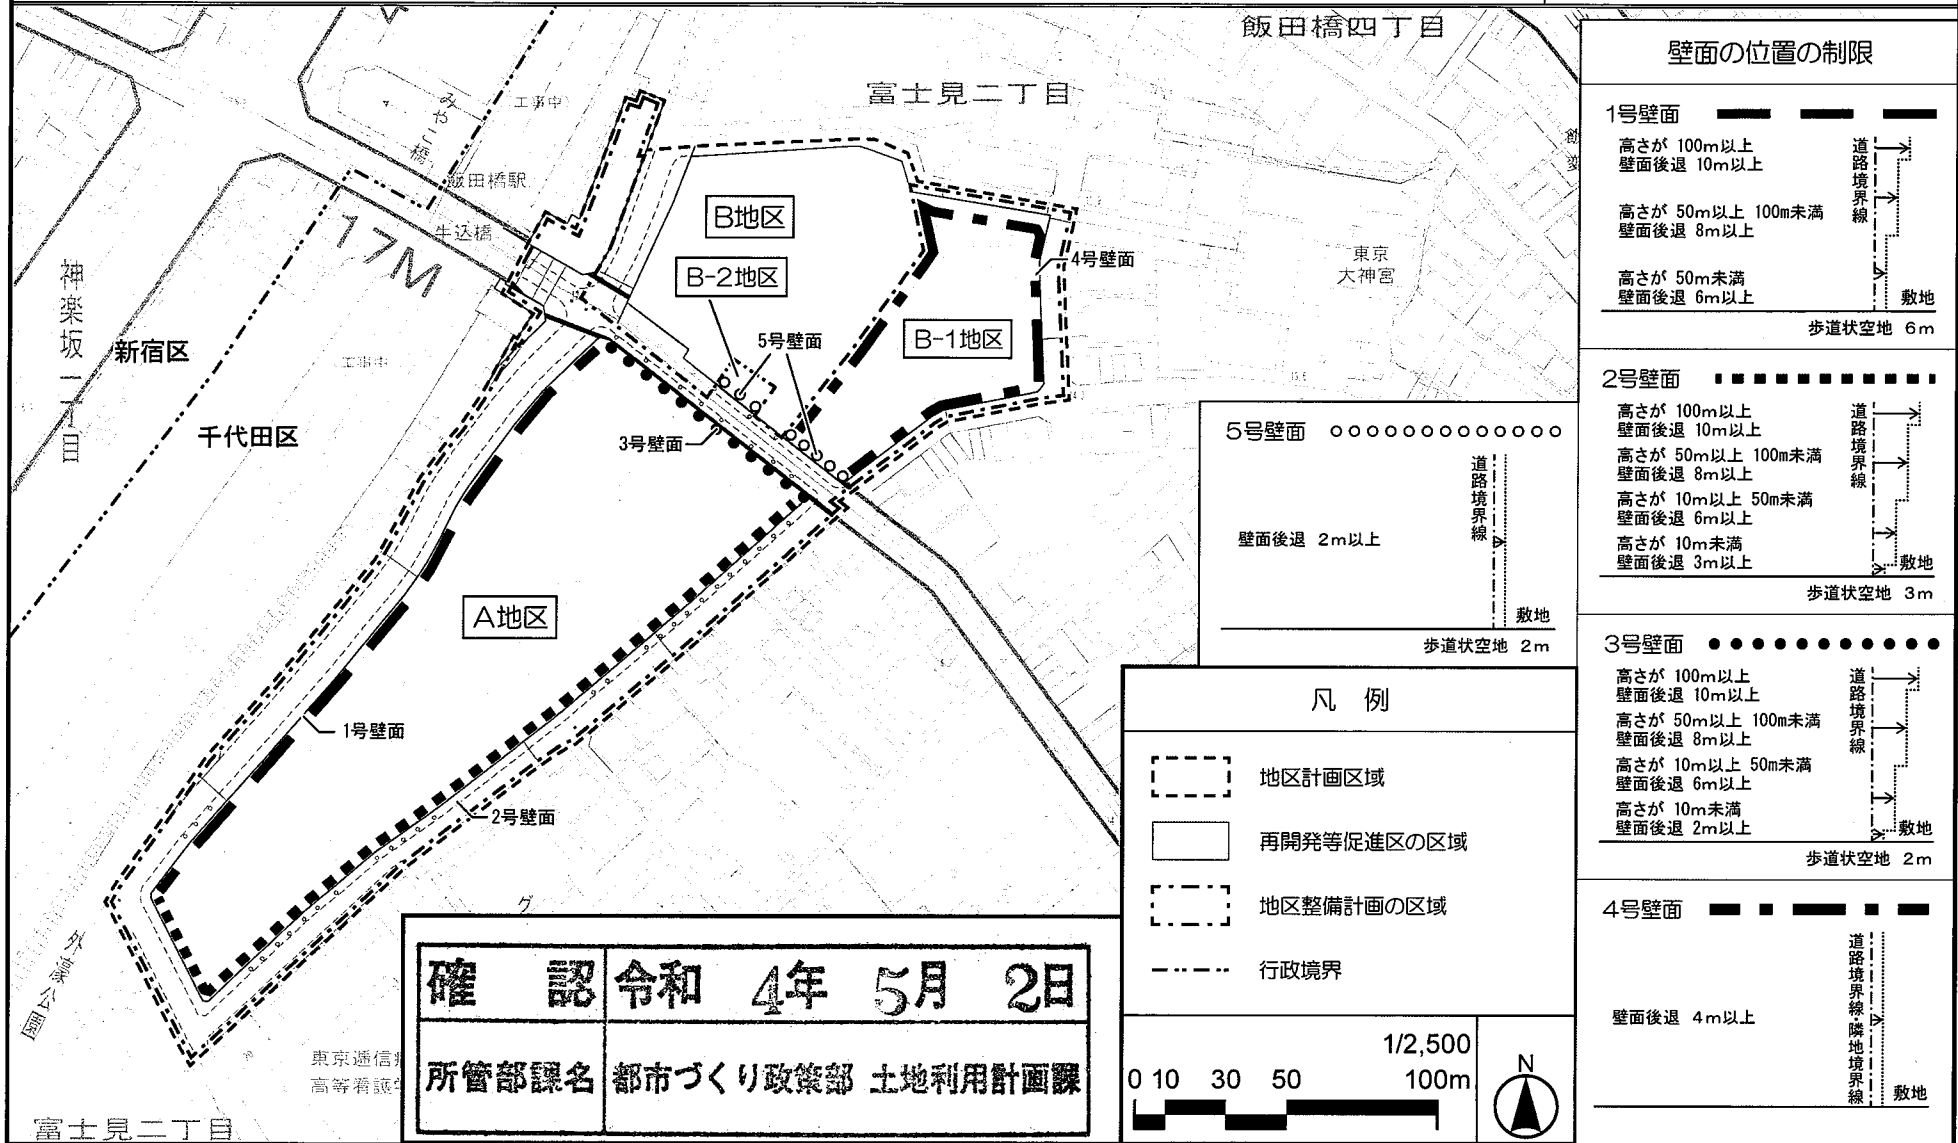 飯田橋四丁目
富士見二丁目
みやこ橋
工事中
飯田橋駅
牛込橋
17M
神楽坂一丁目
新宿区
千代田区
工事中
B地区
B-2地区
5号壁面
B-1地区
4号壁面
東京
大神宮
3号壁面
A地区
1号壁面
2号壁面
外濠公園
東京逓信
高等看護
富士見二丁目
グ
確認 令和 4年 5月 2日
所管部課名 都市づくり政策部 土地利用計画課
5号壁面
道路境界線
壁面後退 2m以上
敷地
歩道状空地 2m
凡 例
地区計画区域
再開発等促進区の区域
地区整備計画の区域
行政境界
1/2,500
0 10 30 50 100m
N
壁面の位置の制限
1号壁面
高さが 100m以上
壁面後退 10m以上
高さが 50m以上 100m未満
壁面後退 8m以上
高さが 50m未満
壁面後退 6m以上
道路境界線
敷地
歩道状空地 6m
2号壁面
高さが 100m以上
壁面後退 10m以上
高さが 50m以上 100m未満
壁面後退 8m以上
高さが 10m以上 50m未満
壁面後退 6m以上
高さが 10m未満
壁面後退 3m以上
道路境界線
敷地
歩道状空地 3m
3号壁面
高さが 100m以上
壁面後退 10m以上
高さが 50m以上 100m未満
壁面後退 8m以上
高さが 10m以上 50m未満
壁面後退 6m以上
高さが 10m未満
壁面後退 2m以上
道路境界線
敷地
歩道状空地 2m
4号壁面
壁面後退 4m以上
道路境界線・隣地境界線
敷地